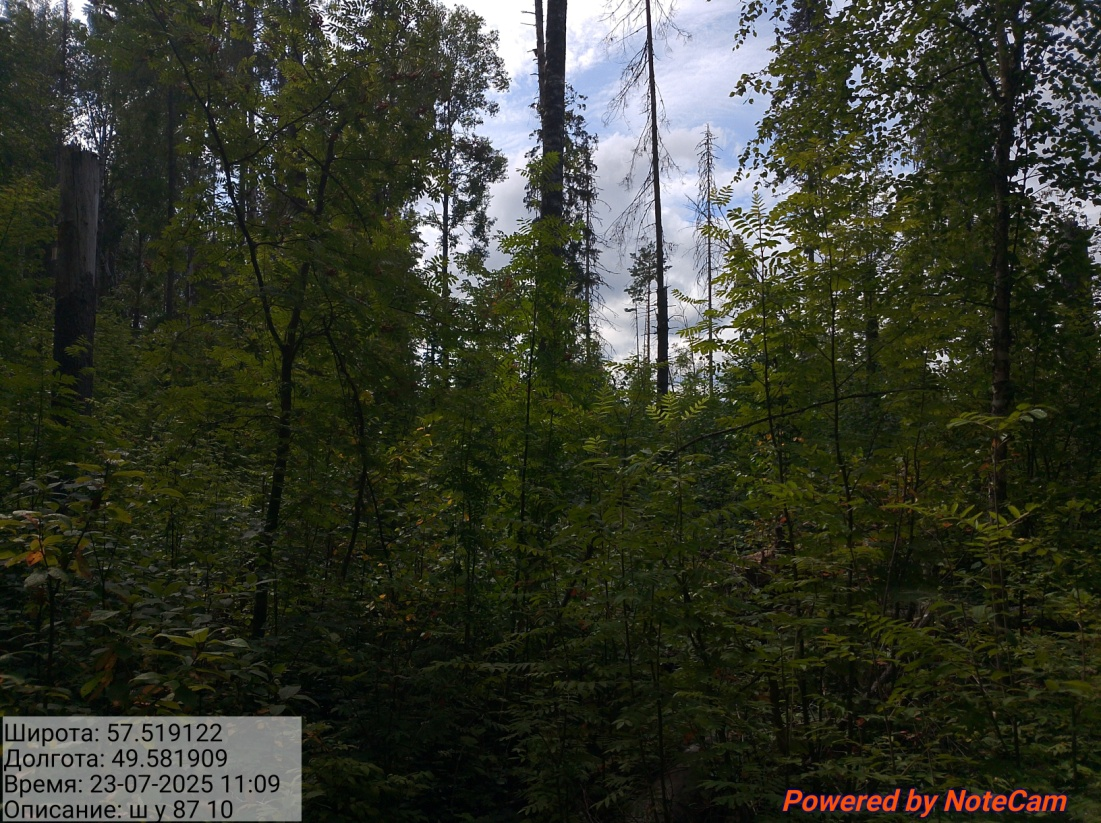 Широта: 57.519122
Долгота: 49.581909
Время: 23-07-2025 11:09
Описание: ш у 87 10
Powered by NoteCam